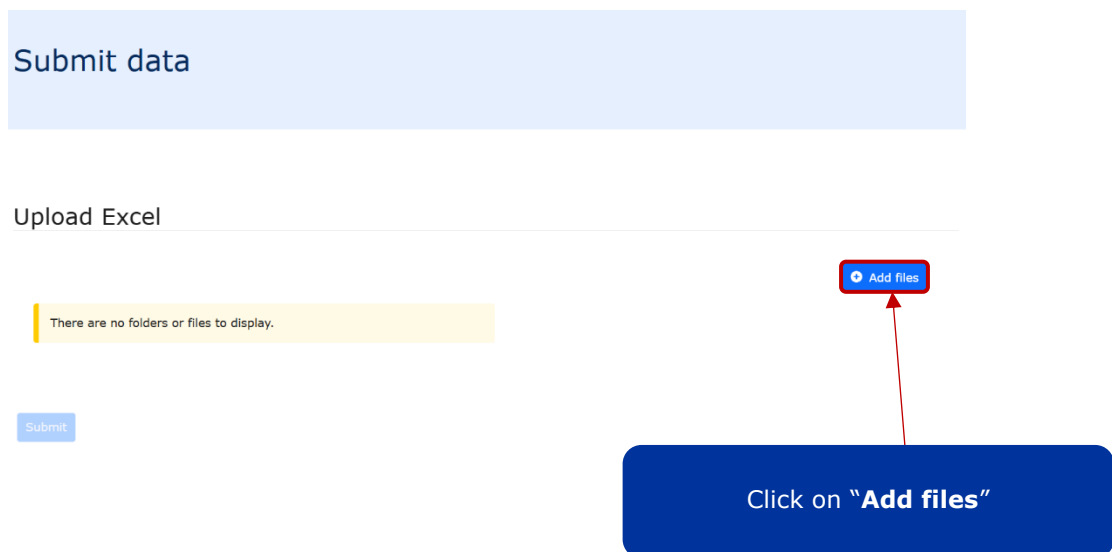 Submit data
Upload Excel
Add files
There are no folders or files to display.
Submit
Click on “Add files”